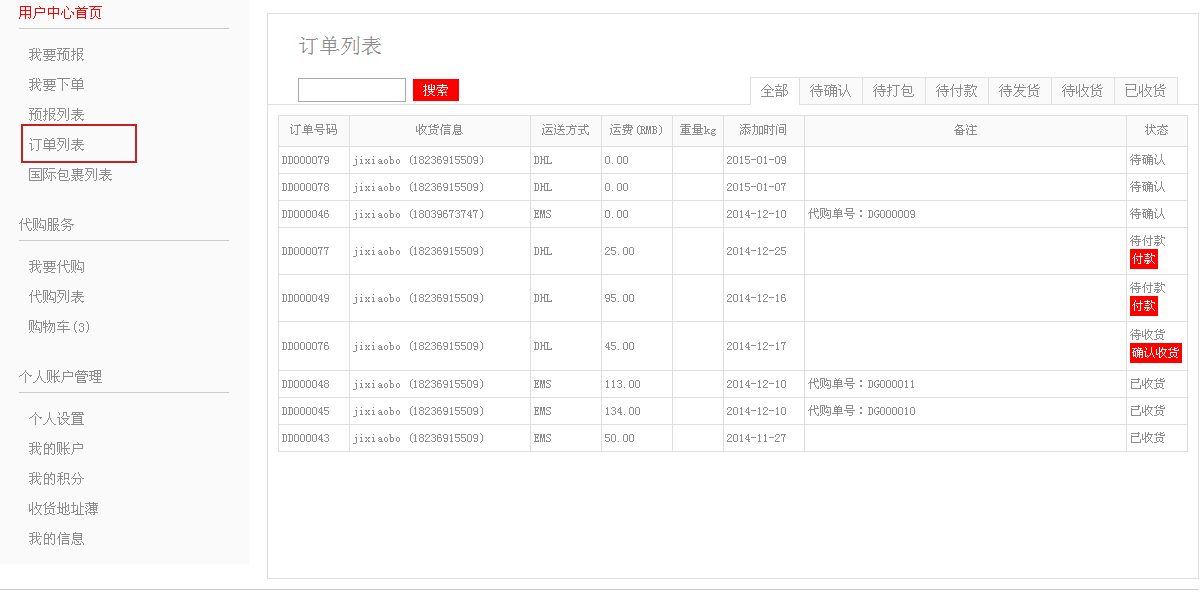 用户中心首页
我要预报
我要下单
预报列表
订单列表
国际包裹列表
代购服务
我要代购
代购列表
购物车(3)
个人账户管理
个人设置
我的账户
我的积分
收货地址薄
我的信息
订单列表
搜索
全部 待确认 待打包 待付款 待发货 待收货 已收货
订单号码 收货信息 运送方式 运费(RMB) 重量kg 添加时间 备注 状态
DD000079 jixiaobo (18236915509) DHL 0.00 2015-01-09 待确认
DD000078 jixiaobo (18236915509) DHL 0.00 2015-01-07 待确认
DD000046 jixiaobo (18039673747) EMS 0.00 2014-12-10 代购单号：DG000009 待确认
DD000077 jixiaobo (18236915509) DHL 25.00 2014-12-25 待付款
付款
DD000049 jixiaobo (18236915509) DHL 95.00 2014-12-16 待付款
付款
DD000076 jixiaobo (18236915509) DHL 45.00 2014-12-17 待收货
确认收货
DD000048 jixiaobo (18236915509) EMS 113.00 2014-12-10 代购单号：DG000011 已收货
DD000045 jixiaobo (18236915509) EMS 134.00 2014-12-10 代购单号：DG000010 已收货
DD000043 jixiaobo (18236915509) EMS 50.00 2014-11-27 已收货